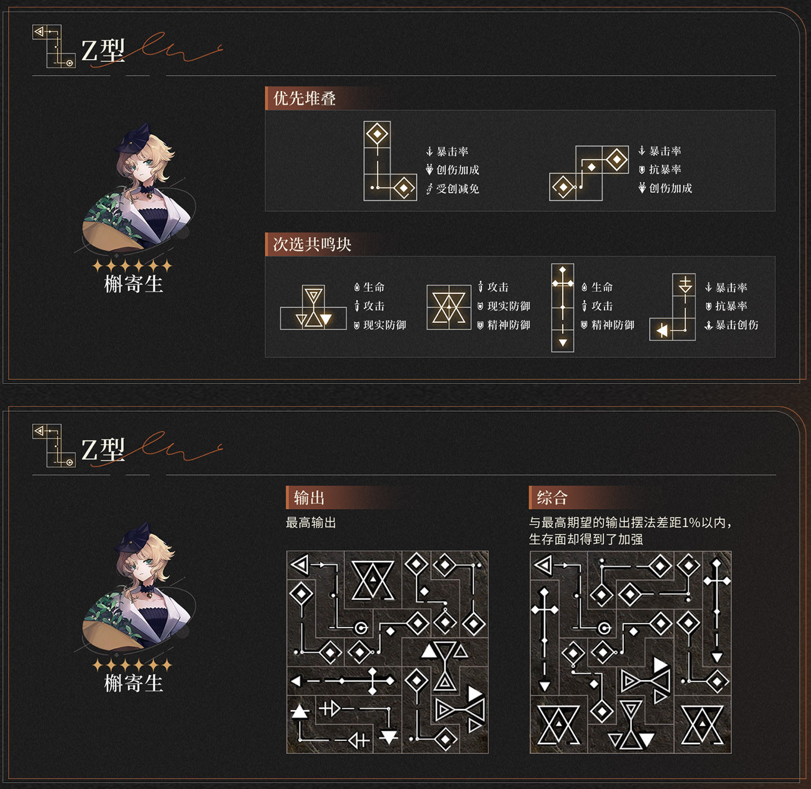 Z型
优先堆叠
暴击率
创伤加成
受创减免
暴击率
抗暴率
创伤加成
槲寄生
次选共鸣块
生命
攻击
现实防御
攻击
现实防御
精神防御
生命
攻击
精神防御
暴击率
抗暴率
暴击创伤
Z型
输出
最高输出
综合
与最高期望的输出摆法差距1%以内，
生存面却得到了加强
槲寄生